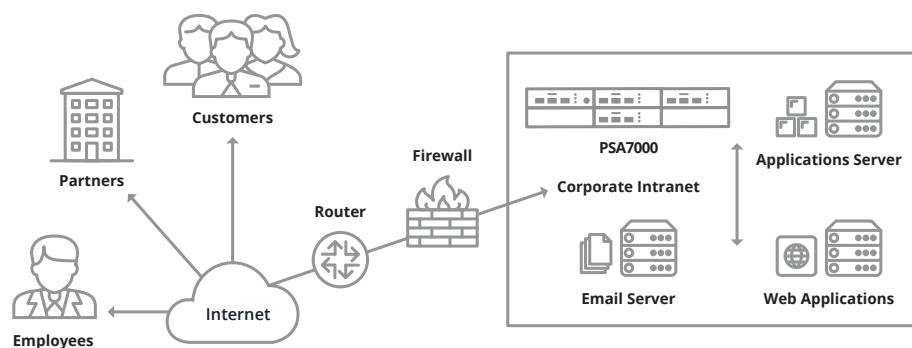 Customers
Partners
Employees
Internet
Router
Firewall
PSA7000
Corporate Intranet
Applications Server
Email Server
Web Applications